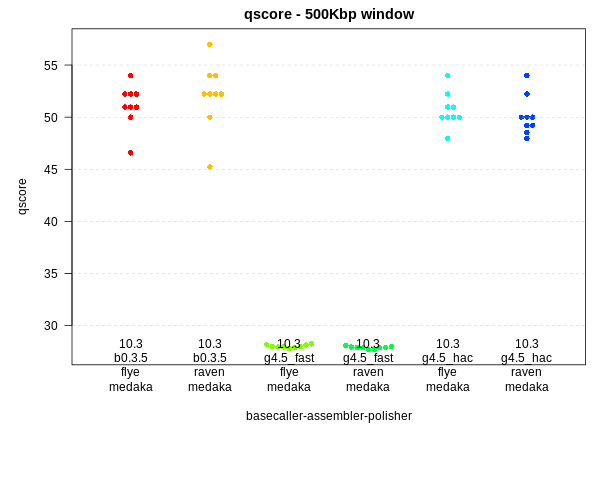 qscore - 500Kbp window
55
50
45
40
35
30
qscore
10.3 10.3 10.3 10.3 10.3 10.3
b0.3.5 b0.3.5 g4.5_fast g4.5_fast g4.5_hac g4.5_hac
flye raven flye raven flye raven
medaka medaka medaka medaka medaka medaka
basecaller-assembler-polisher